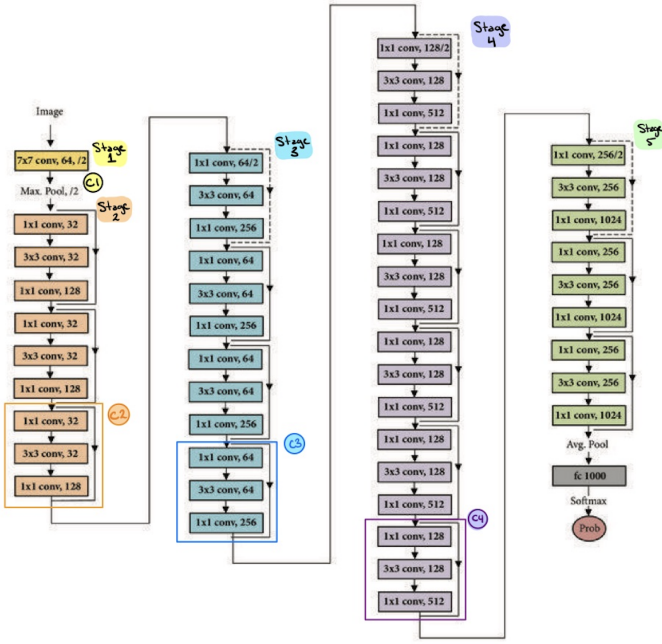 Image
7x7 conv, 64, /2
Stage
1
C1
Max. Pool, /2
Stage
2
1x1 conv, 32
3x3 conv, 32
1x1 conv, 128
1x1 conv, 32
3x3 conv, 32
1x1 conv, 128
C2
1x1 conv, 32
3x3 conv, 32
1x1 conv, 128
Stage
3
1x1 conv, 64/2
3x3 conv, 64
1x1 conv, 256
1x1 conv, 64
3x3 conv, 64
1x1 conv, 256
1x1 conv, 64
3x3 conv, 64
1x1 conv, 256
C3
1x1 conv, 64
3x3 conv, 64
1x1 conv, 256
Stage
4
1x1 conv, 128/2
3x3 conv, 128
1x1 conv, 512
1x1 conv, 128
3x3 conv, 128
1x1 conv, 512
1x1 conv, 128
3x3 conv, 128
1x1 conv, 512
1x1 conv, 128
3x3 conv, 128
1x1 conv, 512
1x1 conv, 128
3x3 conv, 128
1x1 conv, 512
C4
1x1 conv, 128
3x3 conv, 128
1x1 conv, 512
Stage
5
1x1 conv, 256/2
3x3 conv, 256
1x1 conv, 1024
1x1 conv, 256
3x3 conv, 256
1x1 conv, 1024
1x1 conv, 256
3x3 conv, 256
1x1 conv, 1024
Avg. Pool
fc 1000
Softmax
Prob